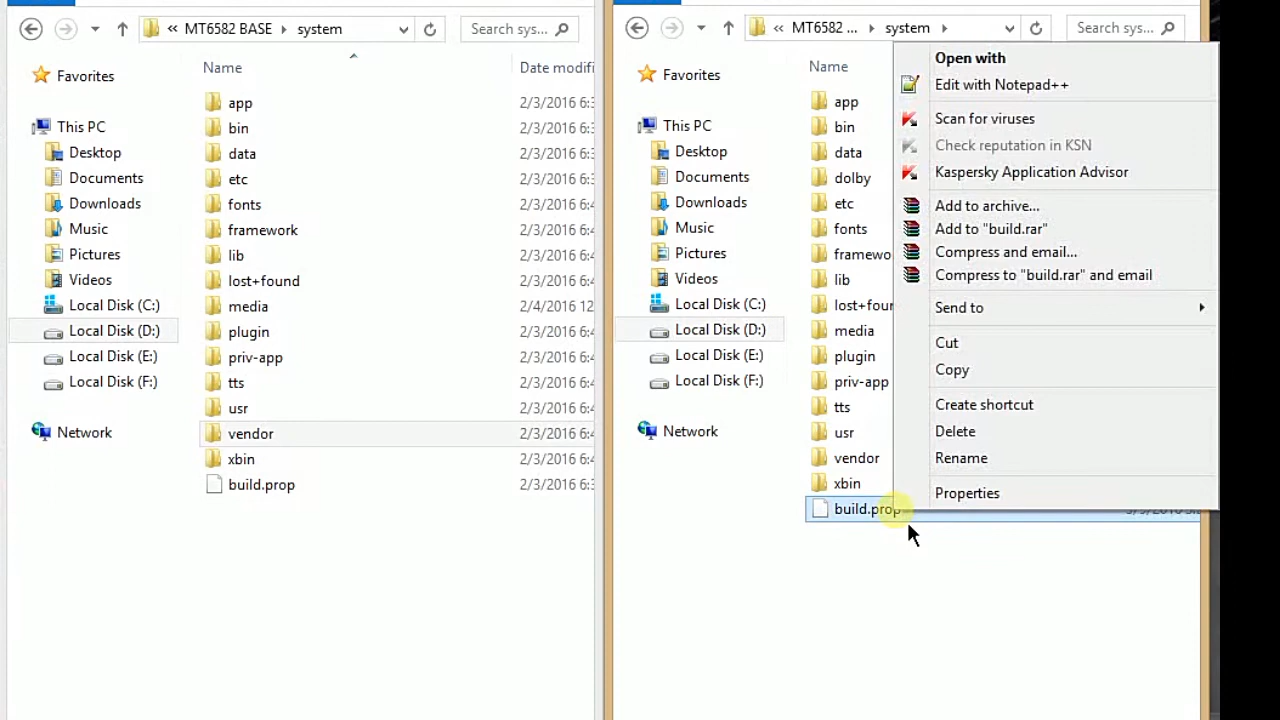 « MT6582 BASE › system
Search sys...
Favorites
This PC
Desktop
Documents
Downloads
Music
Pictures
Videos
Local Disk (C:)
Local Disk (D:)
Local Disk (E:)
Local Disk (F:)
Network
Name Date modifi
app 2/3/2016 6:3
bin 2/3/2016 6:3
data 2/3/2016 6:3
etc 2/3/2016 6:4
fonts 2/3/2016 6:4
framework 2/3/2016 6:4
lib 2/3/2016 6:4
lost+found 2/3/2016 6:4
media 2/4/2016 12
plugin 2/3/2016 6:4
priv-app 2/3/2016 6:4
tts 2/3/2016 6:4
usr 2/3/2016 6:4
vendor 2/3/2016 6:4
xbin 2/3/2016 6:4
build.prop 2/3/2016 6:3
« MT6582 ... › system ›
Search sys...
Favorites
This PC
Desktop
Documents
Downloads
Music
Pictures
Videos
Local Disk (C:)
Local Disk (D:)
Local Disk (E:)
Local Disk (F:)
Network
Name
app
bin
data
dolby
etc
fonts
framewo
lib
lost+four
media
plugin
priv-app
tts
usr
vendor
xbin
build.prop
Open with
Edit with Notepad++
Scan for viruses
Check reputation in KSN
Kaspersky Application Advisor
Add to archive...
Add to "build.rar"
Compress and email...
Compress to "build.rar" and email
Send to
Cut
Copy
Create shortcut
Delete
Rename
Properties